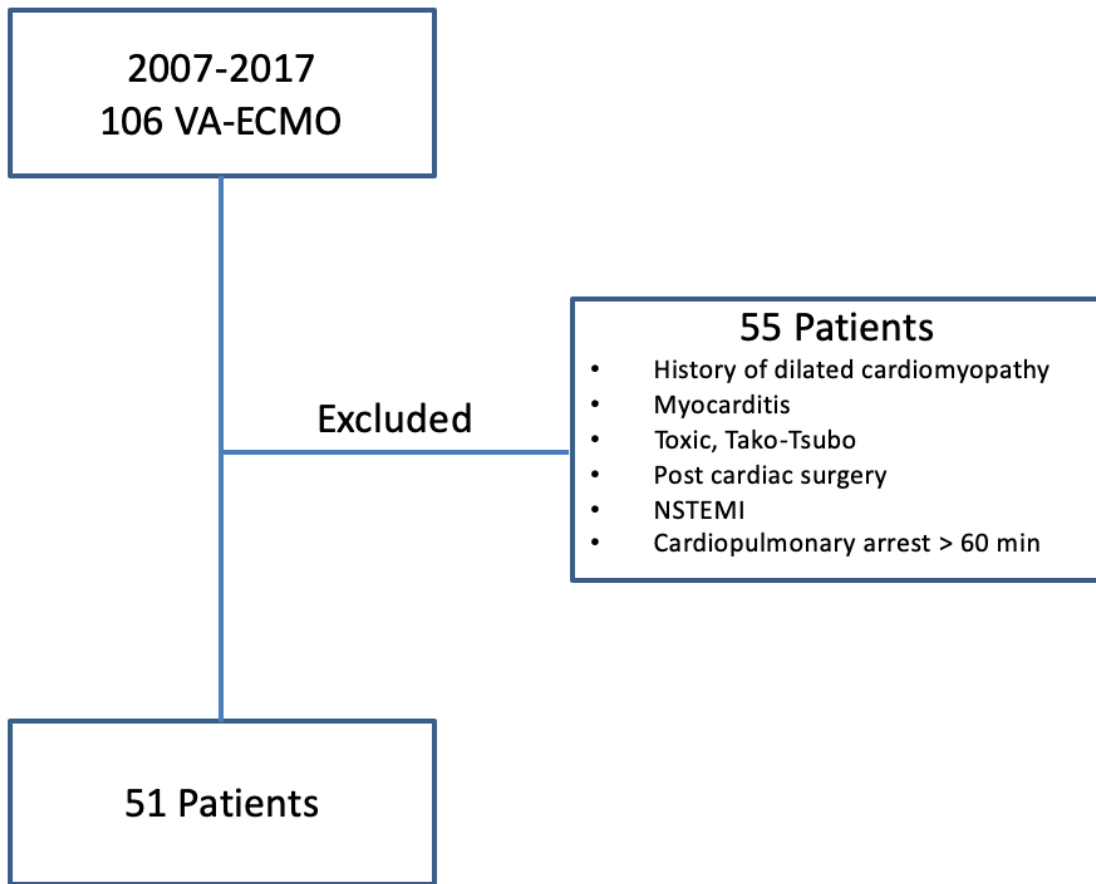 2007-2017
106 VA-ECMO
Excluded
55 Patients
• History of dilated cardiomyopathy
• Myocarditis
• Toxic, Tako-Tsubo
• Post cardiac surgery
• NSTEMI
• Cardiopulmonary arrest > 60 min
51 Patients